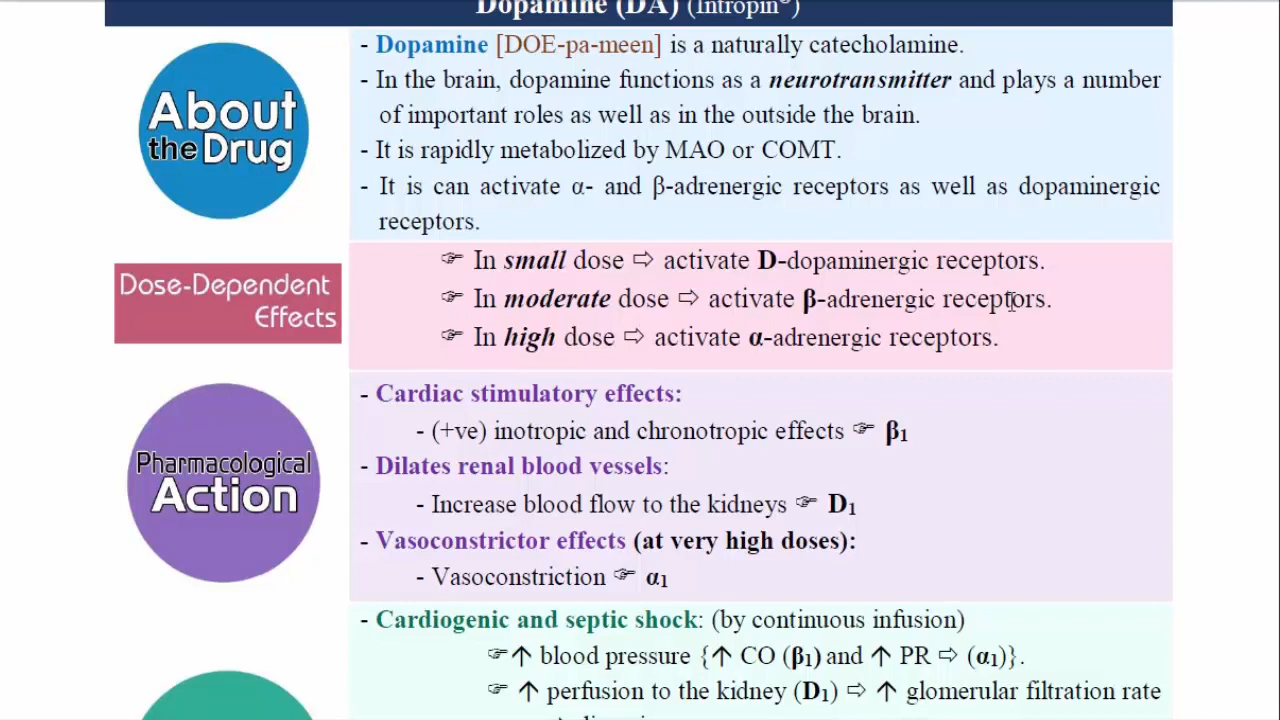 Dopamine (DA) (Intropin®)
- Dopamine [DOE-pa-meen] is a naturally catecholamine.
- In the brain, dopamine functions as a neurotransmitter and plays a number
of important roles as well as in the outside the brain.
- It is rapidly metabolized by MAO or COMT.
- It is can activate α- and β-adrenergic receptors as well as dopaminergic
receptors.
About
the Drug
Dose-Dependent
Effects
☞ In small dose ⇨ activate D-dopaminergic receptors.
☞ In moderate dose ⇨ activate β-adrenergic receptors.
☞ In high dose ⇨ activate α-adrenergic receptors.
Pharmacological
Action
- Cardiac stimulatory effects:
- (+ve) inotropic and chronotropic effects ☞ β1
- Dilates renal blood vessels:
- Increase blood flow to the kidneys ☞ D1
- Vasoconstrictor effects (at very high doses):
- Vasoconstriction ☞ α1
- Cardiogenic and septic shock: (by continuous infusion)
☞↑ blood pressure {↑ CO (β1) and ↑ PR ⇨ (α1)}.
☞ ↑ perfusion to the kidney (D1) ⇨ ↑ glomerular filtration rate